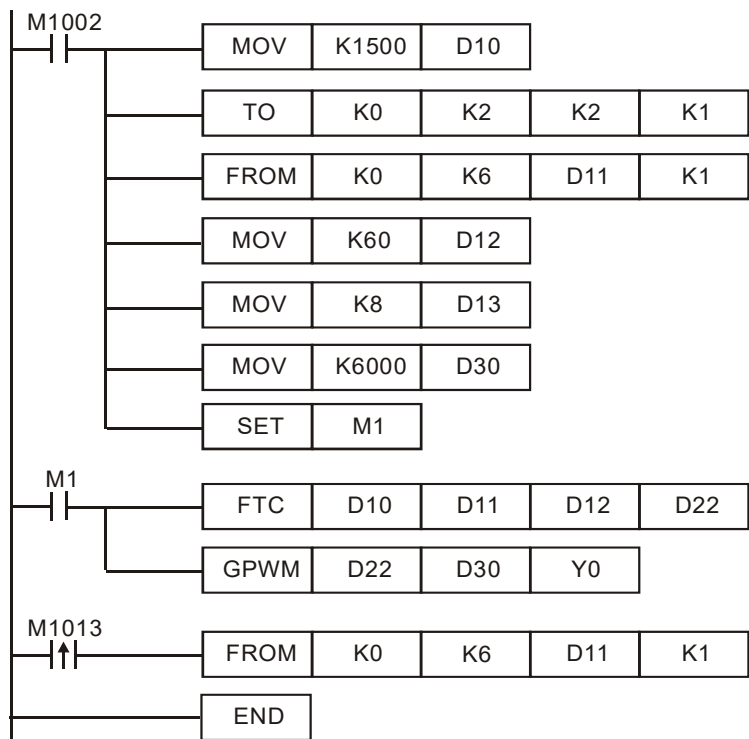 M1002
MOV K1500 D10
TO K0 K2 K2 K1
FROM K0 K6 D11 K1
MOV K60 D12
MOV K8 D13
MOV K6000 D30
SET M1
M1
FTC D10 D11 D12 D22
GPWM D22 D30 Y0
M1013
FROM K0 K6 D11 K1
END